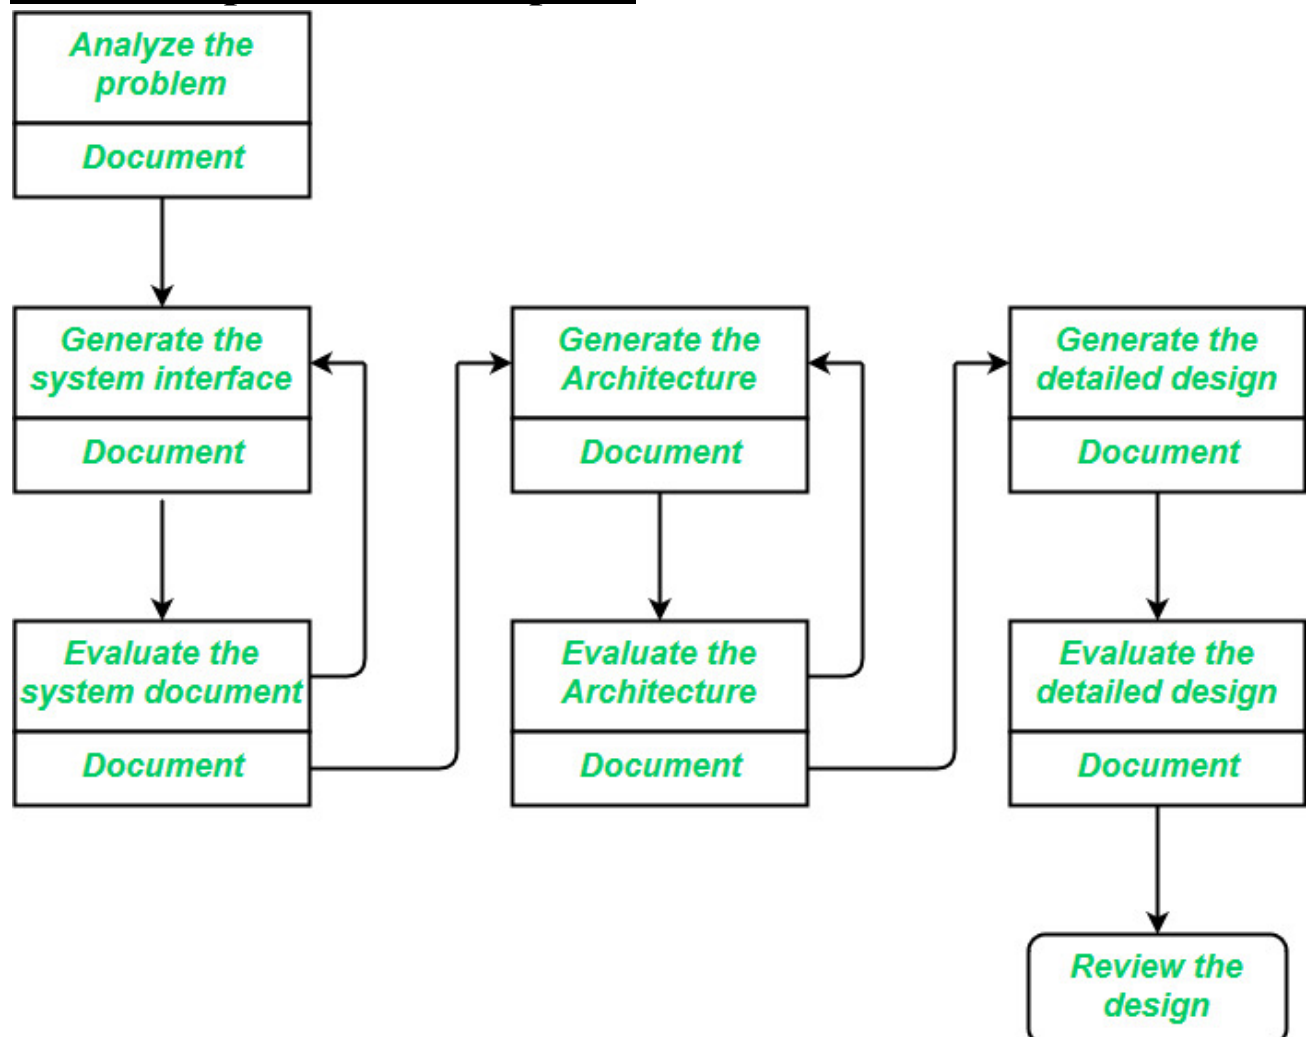 Analyze the
problem
Document
Generate the
system interface
Document
Evaluate the
system document
Document
Generate the
Architecture
Document
Evaluate the
Architecture
Document
Generate the
detailed design
Document
Evaluate the
detailed design
Document
Review the
design